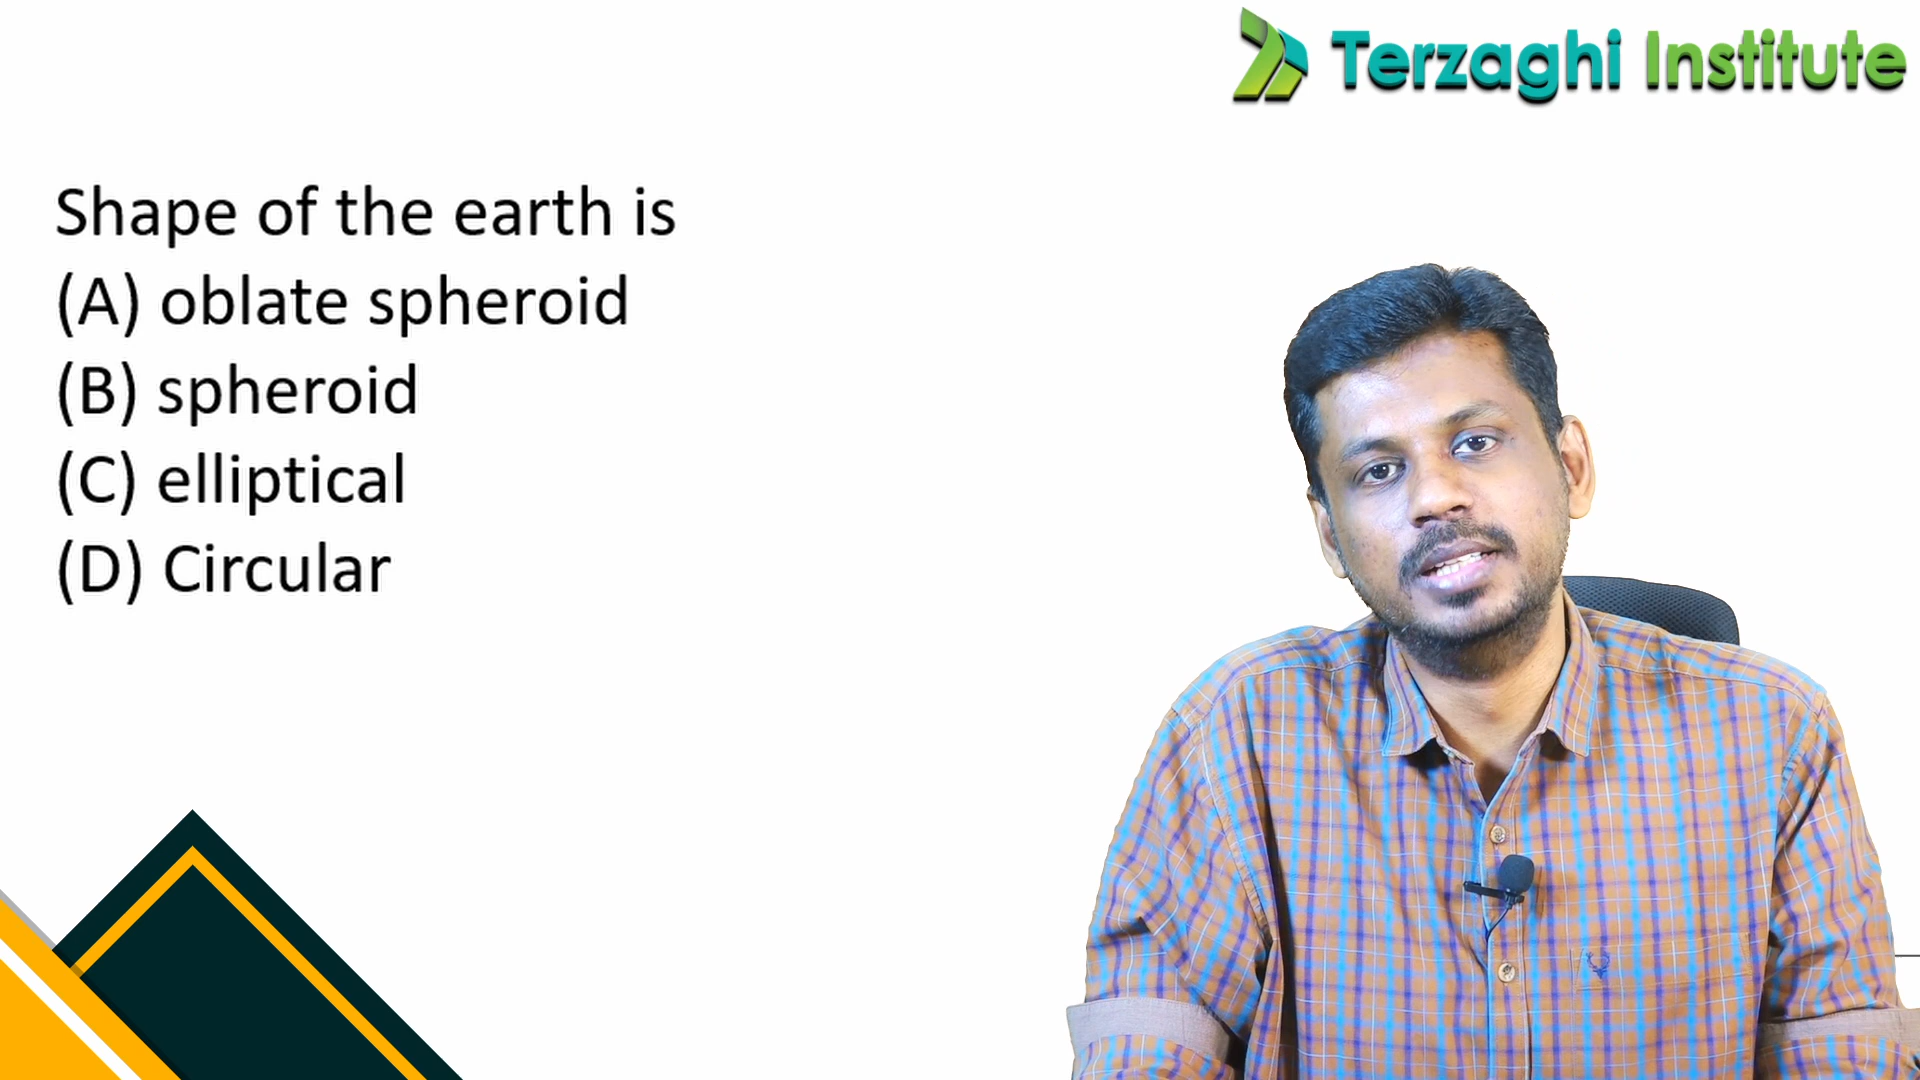 Terzaghi Institute
Shape of the earth is
(A) oblate spheroid
(B) spheroid
(C) elliptical
(D) Circular